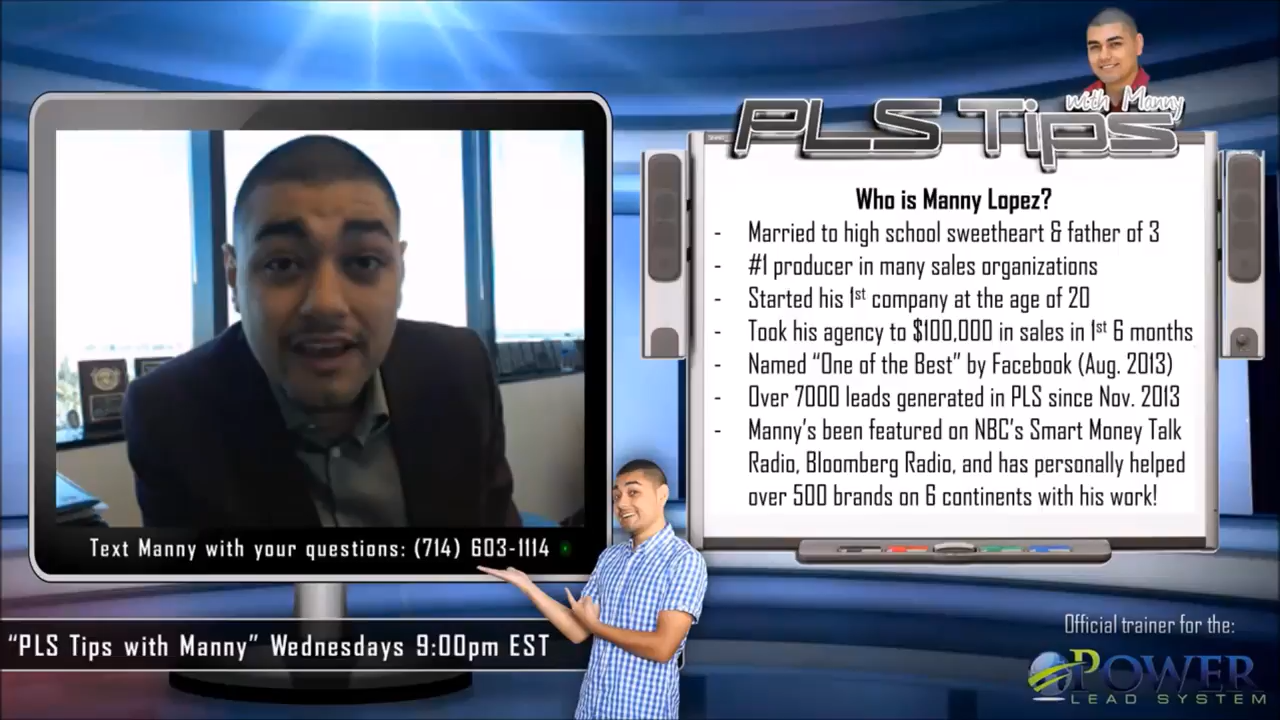 with Manny
PLS Tips
Who is Manny Lopez?
- Married to high school sweetheart & father of 3
- #1 producer in many sales organizations
- Started his 1st company at the age of 20
- Took his agency to $100,000 in sales in 1st 6 months
- Named “One of the Best” by Facebook (Aug. 2013)
- Over 7000 leads generated in PLS since Nov. 2013
- Manny’s been featured on NBC’s Smart Money Talk
Radio, Bloomberg Radio, and has personally helped
over 500 brands on 6 continents with his work!
Text Manny with your questions: (714) 603-1114
“PLS Tips with Manny” Wednesdays 9:00pm EST
Official trainer for the:
POWER
LEAD SYSTEM